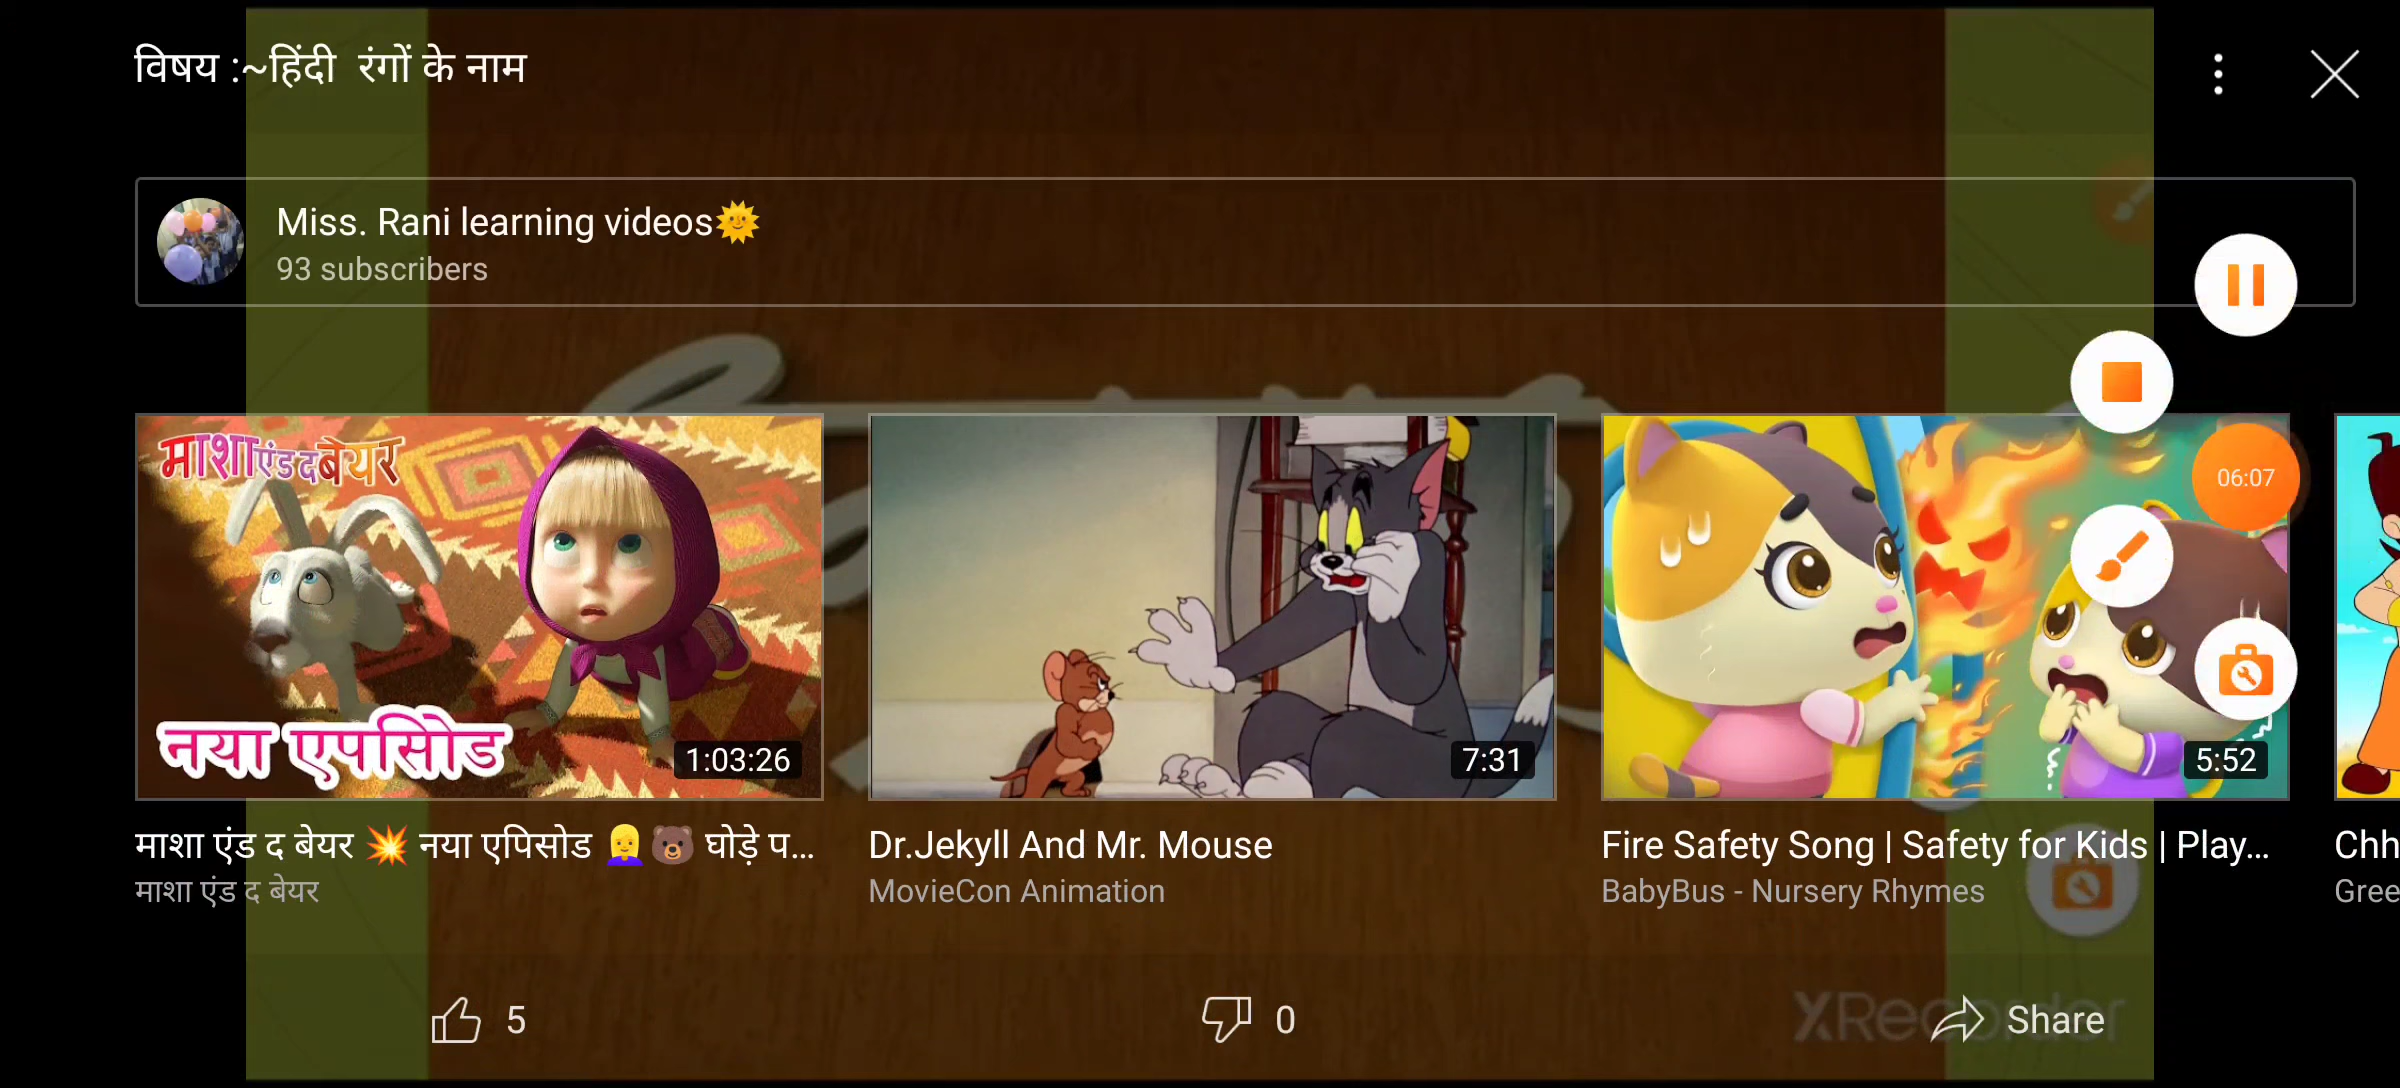 विषय :~हिंदी रंगों के नाम
Miss. Rani learning videos🌞
93 subscribers
माशा एंड द बेयर
नया एपिसोड
1:03:26
7:31
06:07
5:52
माशा एंड द बेयर 💥 नया एपिसोड 👱‍♀️🐻 घोड़े प...
माशा एंड द बेयर
Dr.Jekyll And Mr. Mouse
MovieCon Animation
Fire Safety Song | Safety for Kids | Play...
BabyBus - Nursery Rhymes
Chh
Gree
5
0
Share
XRecorder